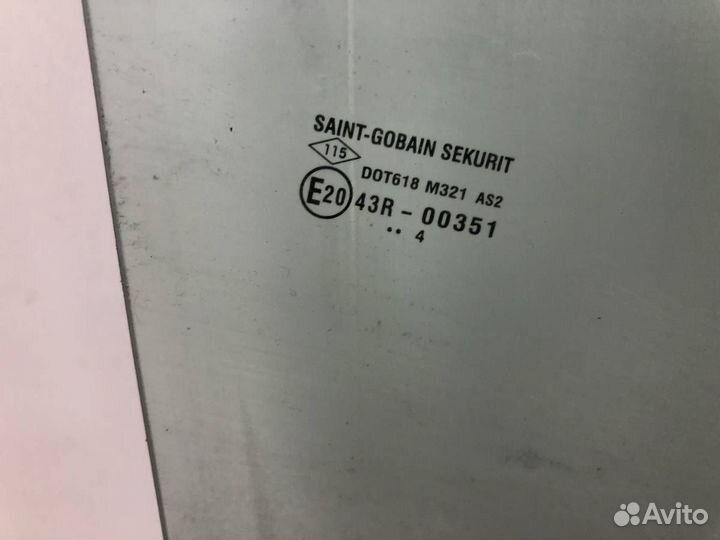 SAINT-GOBAIN SEKURIT
115
DOT618 M321 AS2
E20 43R - 00351
•• 4
Avito